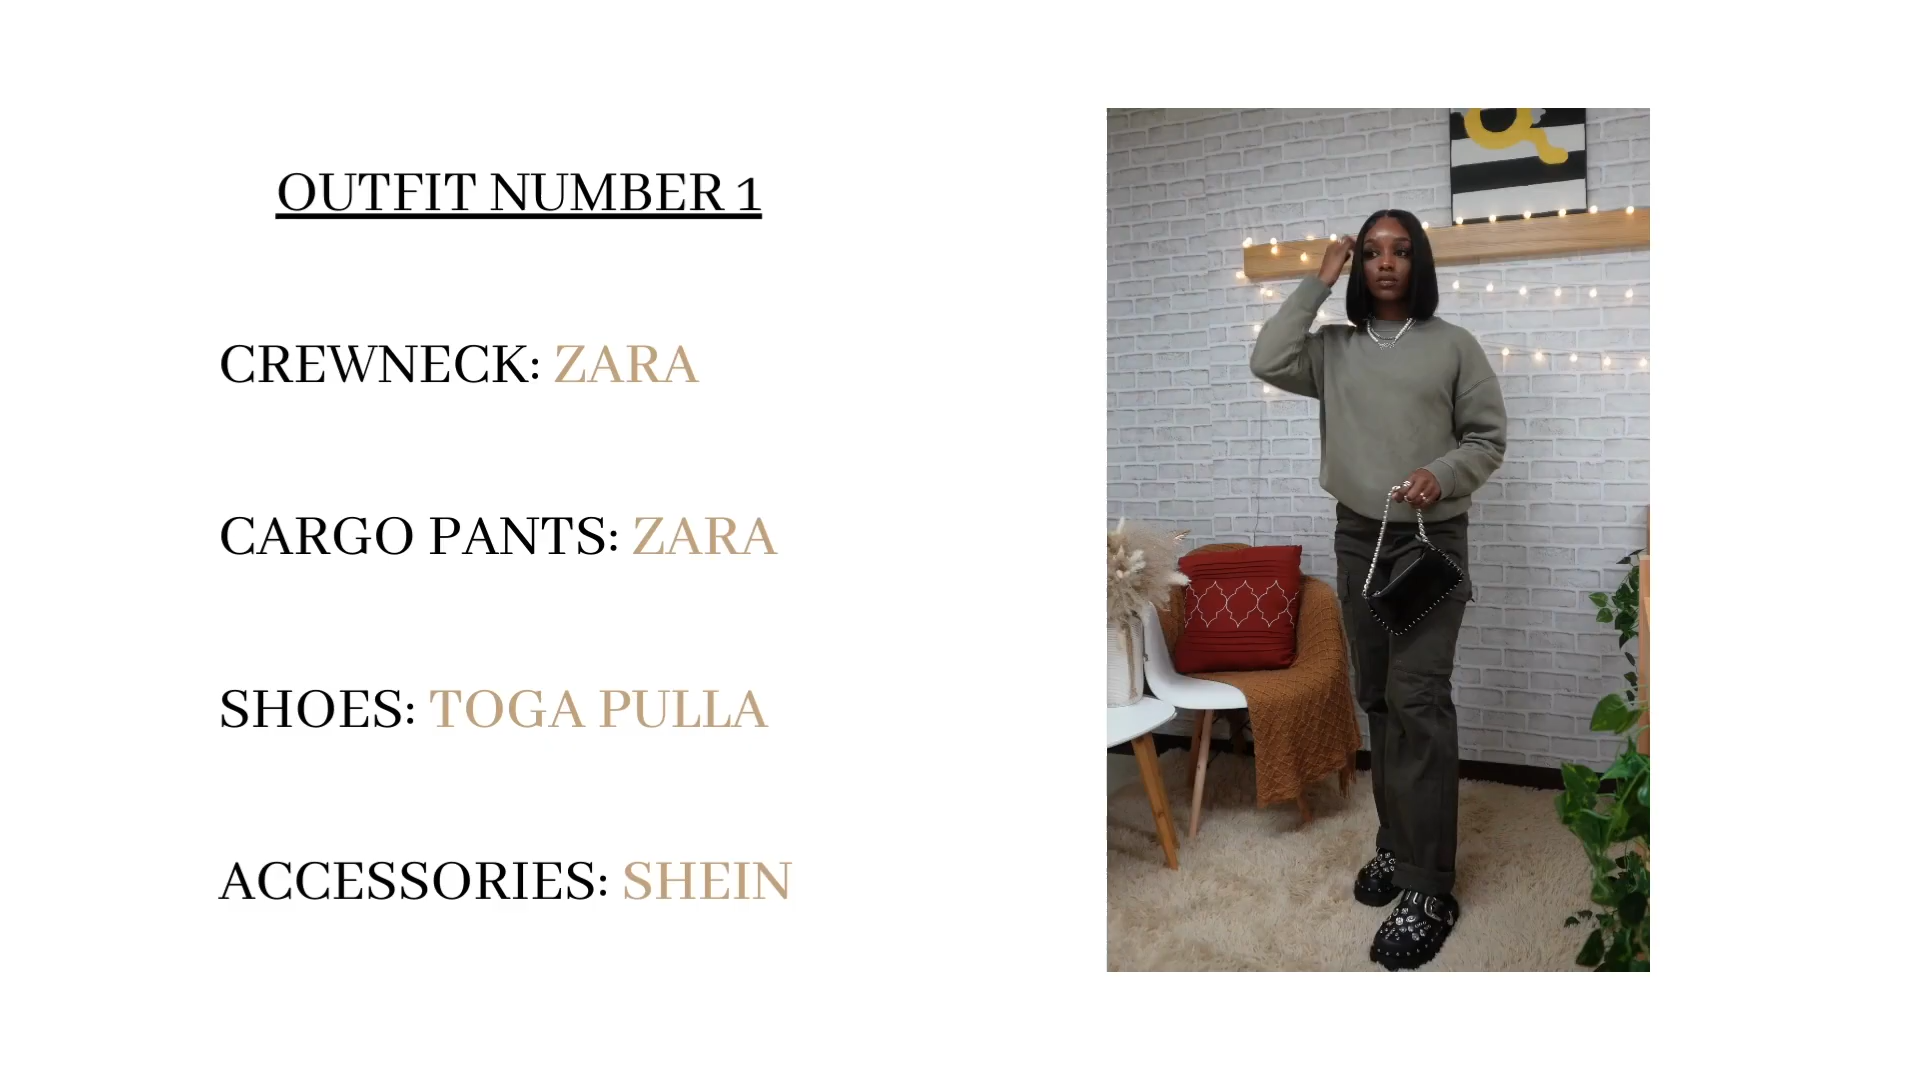 OUTFIT NUMBER 1
CREWNECK: ZARA
CARGO PANTS: ZARA
SHOES: TOGA PULLA
ACCESSORIES: SHEIN